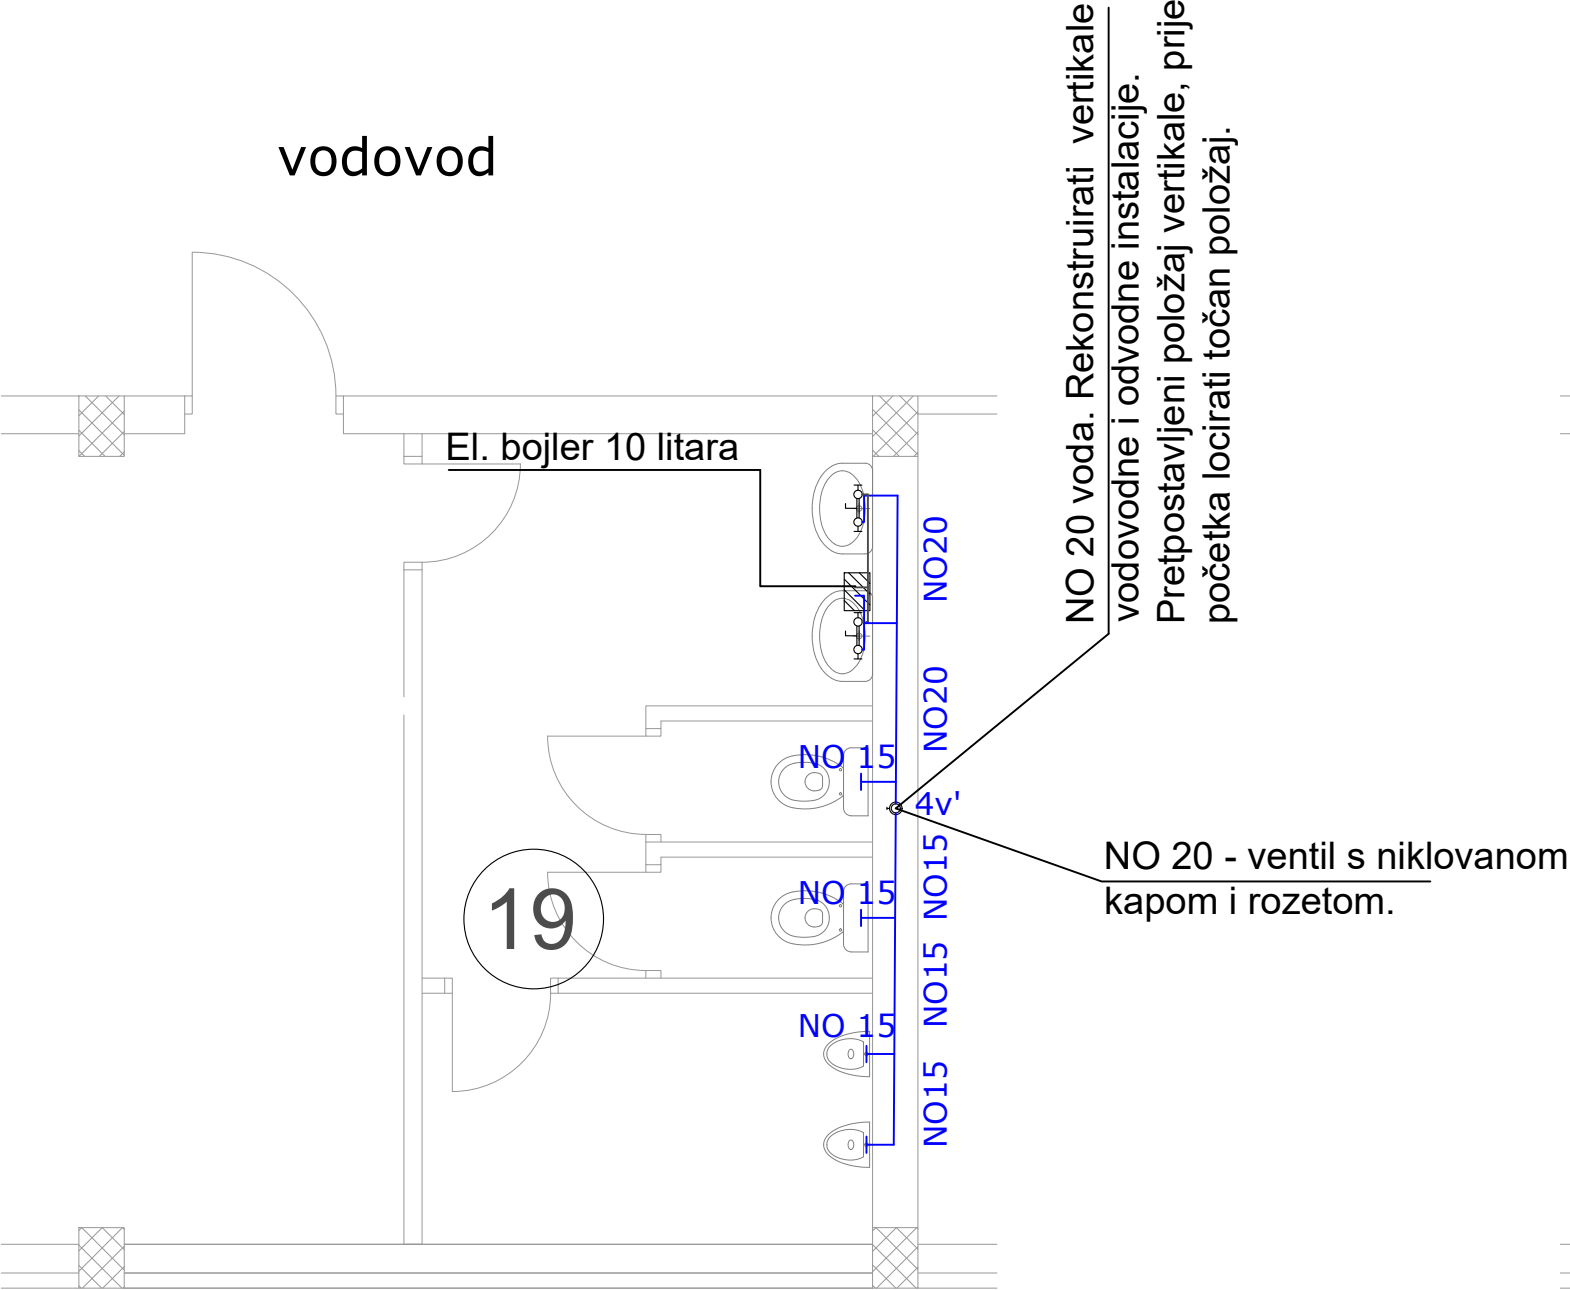 vodovod
NO 20 voda. Rekonstruirati vertikale
vodovodne i odvodne instalacije.
Pretpostavljeni položaj vertikale, prije
početka locirati točan položaj.
El. bojler 10 litara
NO20
NO20
NO 15
4v'
NO 20 - ventil s niklovanom
kapom i rozetom.
NO15
NO 15
19
NO15
NO 15
NO15